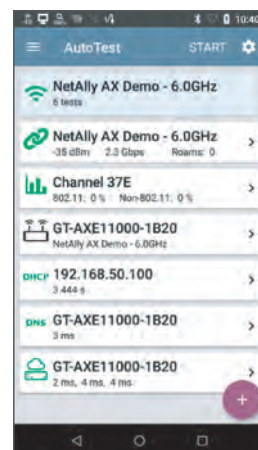 10:40
AutoTest START
NetAlly AX Demo - 6.0GHz
6 tests
NetAlly AX Demo - 6.0GHz
-35 dBm 2.3 Gbps Roams: 0
Channel 37E
802.11: 0 % Non-802.11: 0 %
GT-AXE11000-1B20
NetAlly AX Demo - 6.0GHz
DHCP 192.168.50.100
3.444 s
DNS GT-AXE11000-1B20
3 ms
GT-AXE11000-1B20
2 ms, 4 ms, 4 ms
+